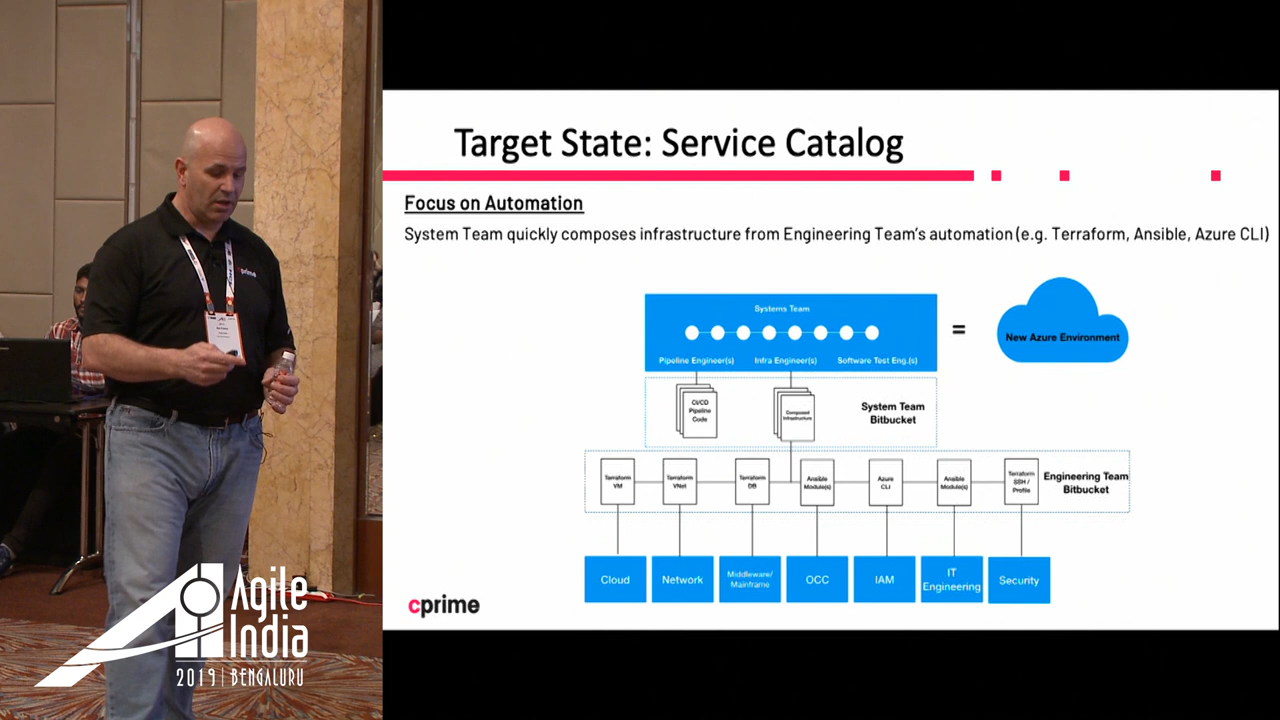 Target State: Service Catalog
Focus on Automation
System Team quickly composes infrastructure from Engineering Team's automation (e.g. Terraform, Ansible, Azure CLI)
Systems Team
Pipeline Engineer(s)
Infra Engineer(s)
Software Test Eng.(s)
=
New Azure Environment
CI/CD
Pipeline
Code
Composed
Infrastructure
System Team
Bitbucket
Terraform
VM
Terraform
VNet
Terraform
DB
Ansible
Module(s)
Azure
CLI
Ansible
Module(s)
Terraform
SSH /
Profile
Engineering Team
Bitbucket
Cloud
Network
Middleware/
Mainframe
OCC
IAM
IT
Engineering
Security
cprime
cprime
Agile
India
2019 | BENGALURU